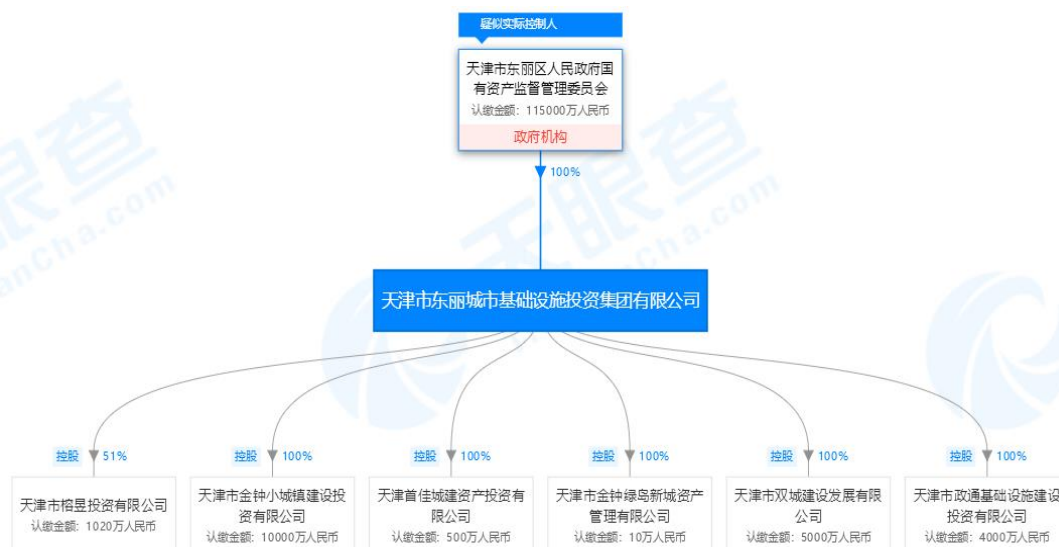 疑似实际控制人
天津市东丽区人民政府国
有资产监督管理委员会
认缴金额：115000万人民币
政府机构
100%
天津市东丽城市基础设施投资集团有限公司
控股 51%
控股 100%
控股 100%
控股 100%
控股 100%
控股 100%
天津市榕昱投资有限公司
认缴金额：1020万人民币
天津市金钟小城镇建设投
资有限公司
认缴金额：10000万人民币
天津首佳城建资产投资有
限公司
认缴金额：500万人民币
天津市金钟绿岛新城资产
管理有限公司
认缴金额：10万人民币
天津市双城建设发展有限
公司
认缴金额：5000万人民币
天津市政通基础设施建设
投资有限公司
认缴金额：4000万人民币
天眼查